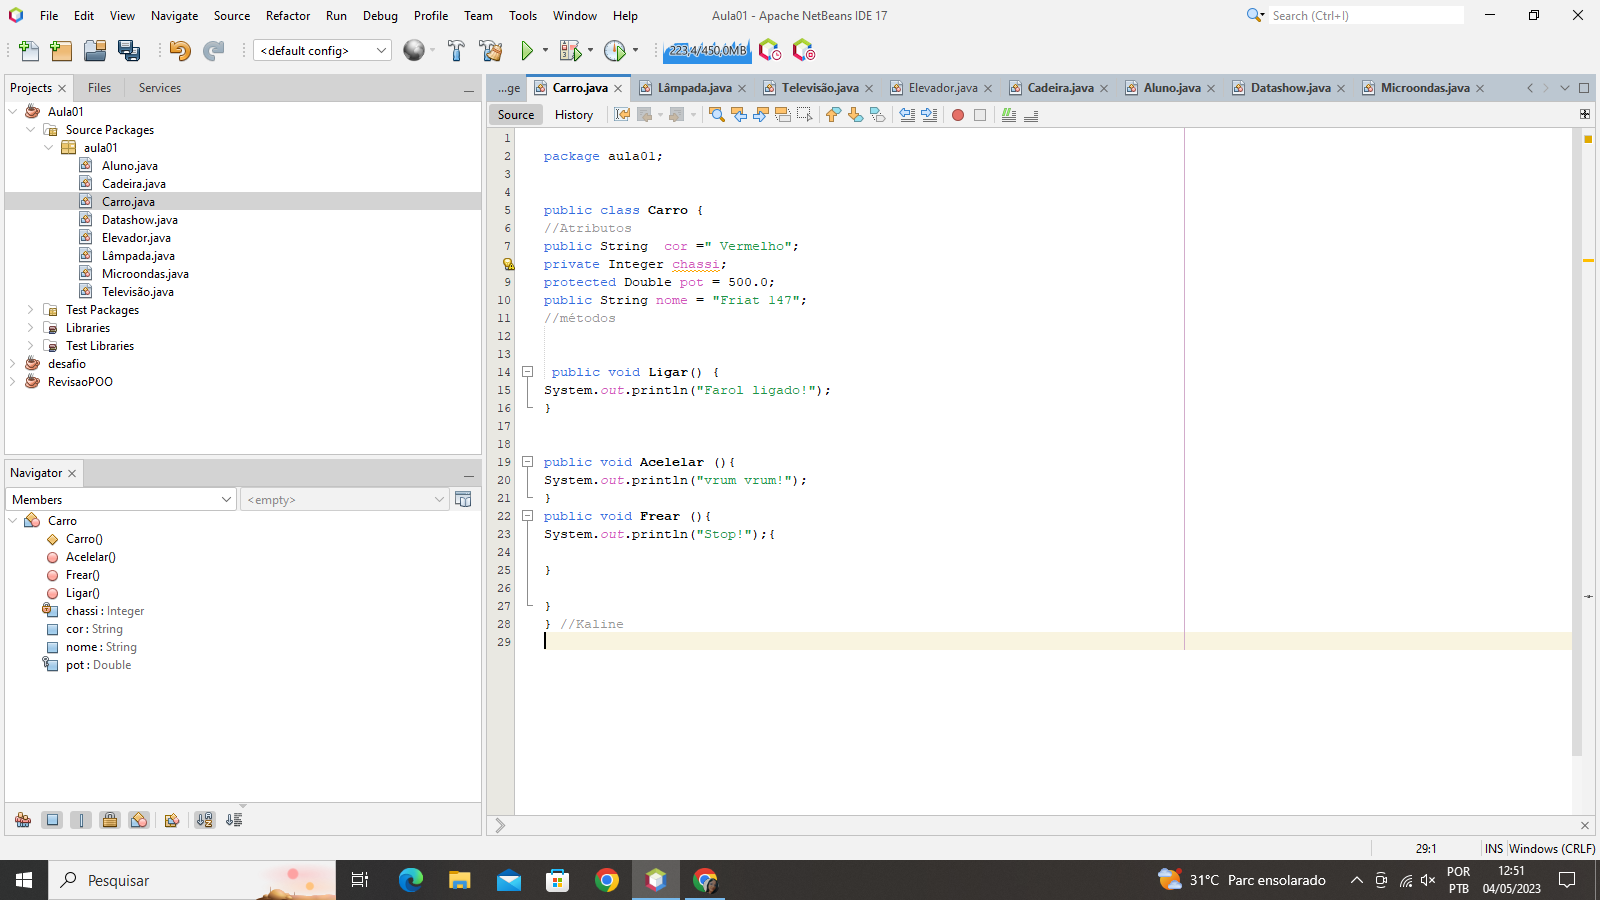 File Edit View Navigate Source Refactor Run Debug Profile Team Tools Window Help
Aula01 - Apache NetBeans IDE 17
Search (Ctrl+I)
<default config>
223,4/450,0MB
Projects Files Services
Aula01
Source Packages
aula01
Aluno.java
Cadeira.java
Carro.java
Datashow.java
Elevador.java
Lâmpada.java
Microondas.java
Televisão.java
Test Packages
Libraries
Test Libraries
desafio
RevisaoPOO
Navigator
Members
<empty>
Carro
Carro()
Acelelar()
Frear()
Ligar()
chassi : Integer
cor : String
nome : String
pot : Double
...ge Carro.java Lâmpada.java Televisão.java Elevador.java Cadeira.java Aluno.java Datashow.java Microondas.java
Source History
1
2 package aula01;
3
4
5 public class Carro {
6 //Atributos
7 public String  cor =" Vermelho";
private Integer chassi;
9 protected Double pot = 500.0;
10 public String nome = "Friat 147";
11 //métodos
12
13
14 public void Ligar() {
15 System.out.println("Farol ligado!");
16 }
17
18
19 public void Acelelar (){
20 System.out.println("vrum vrum!");
21 }
22 public void Frear (){
23 System.out.println("Stop!");{
24
25 }
26
27 }
28 } //Kaline
29
29:1 INS Windows (CRLF)
Pesquisar
31°C Parc ensolarado
POR
PTB
12:51
04/05/2023